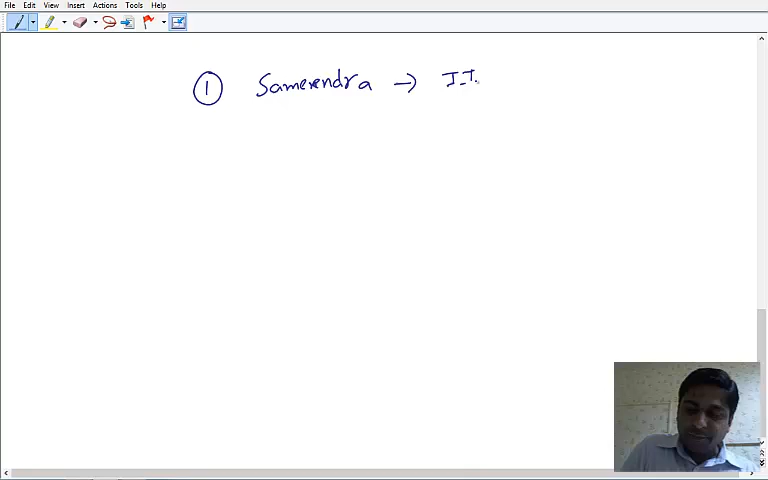 File Edit View Insert Actions Tools Help
① Samerendra → I.I.